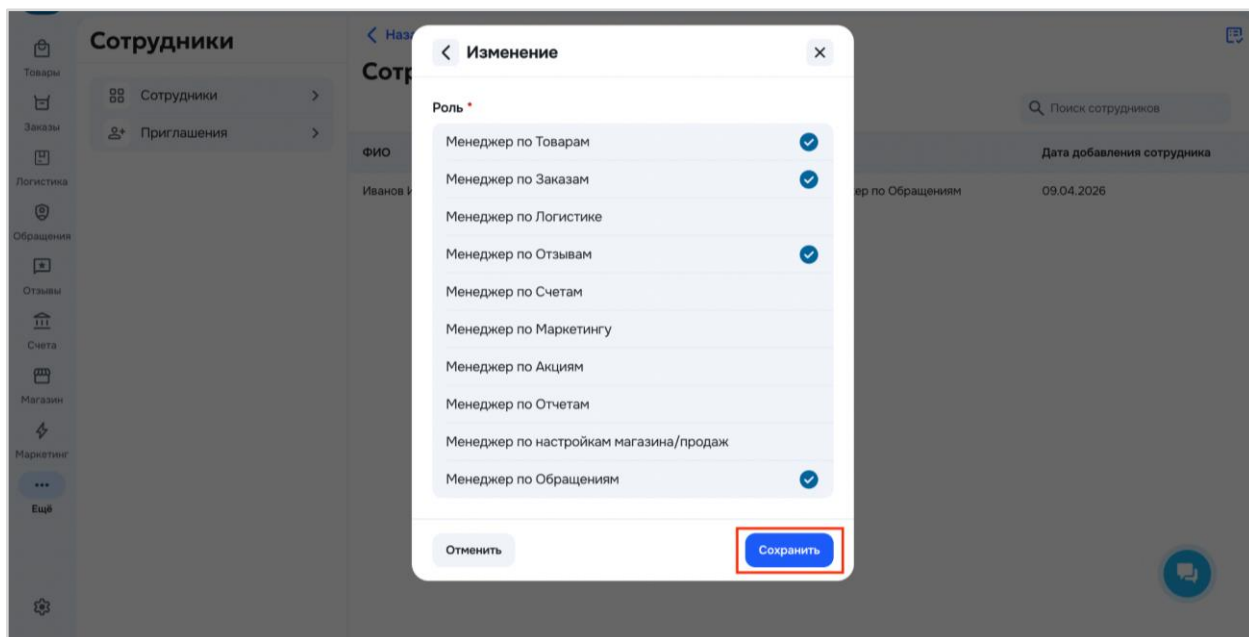 Товары
Заказы
Логистика
Обращения
Отзывы
Счета
Магазин
Маркетинг
Ещё
Сотрудники
Сотрудники
Приглашения
Поиск сотрудников
ФИО
Дата добавления сотрудника
Иванов
по Обращениям
09.04.2026
Изменение
Роль *
Менеджер по Товарам
Менеджер по Заказам
Менеджер по Логистике
Менеджер по Отзывам
Менеджер по Счетам
Менеджер по Маркетингу
Менеджер по Акциям
Менеджер по Отчетам
Менеджер по настройкам магазина/продаж
Менеджер по Обращениям
Отменить
Сохранить